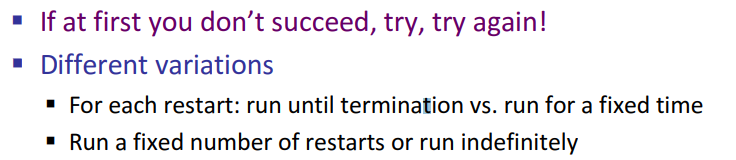 If at first you don't succeed, try, try again!
Different variations
For each restart: run until termination vs. run for a fixed time
Run a fixed number of restarts or run indefinitely